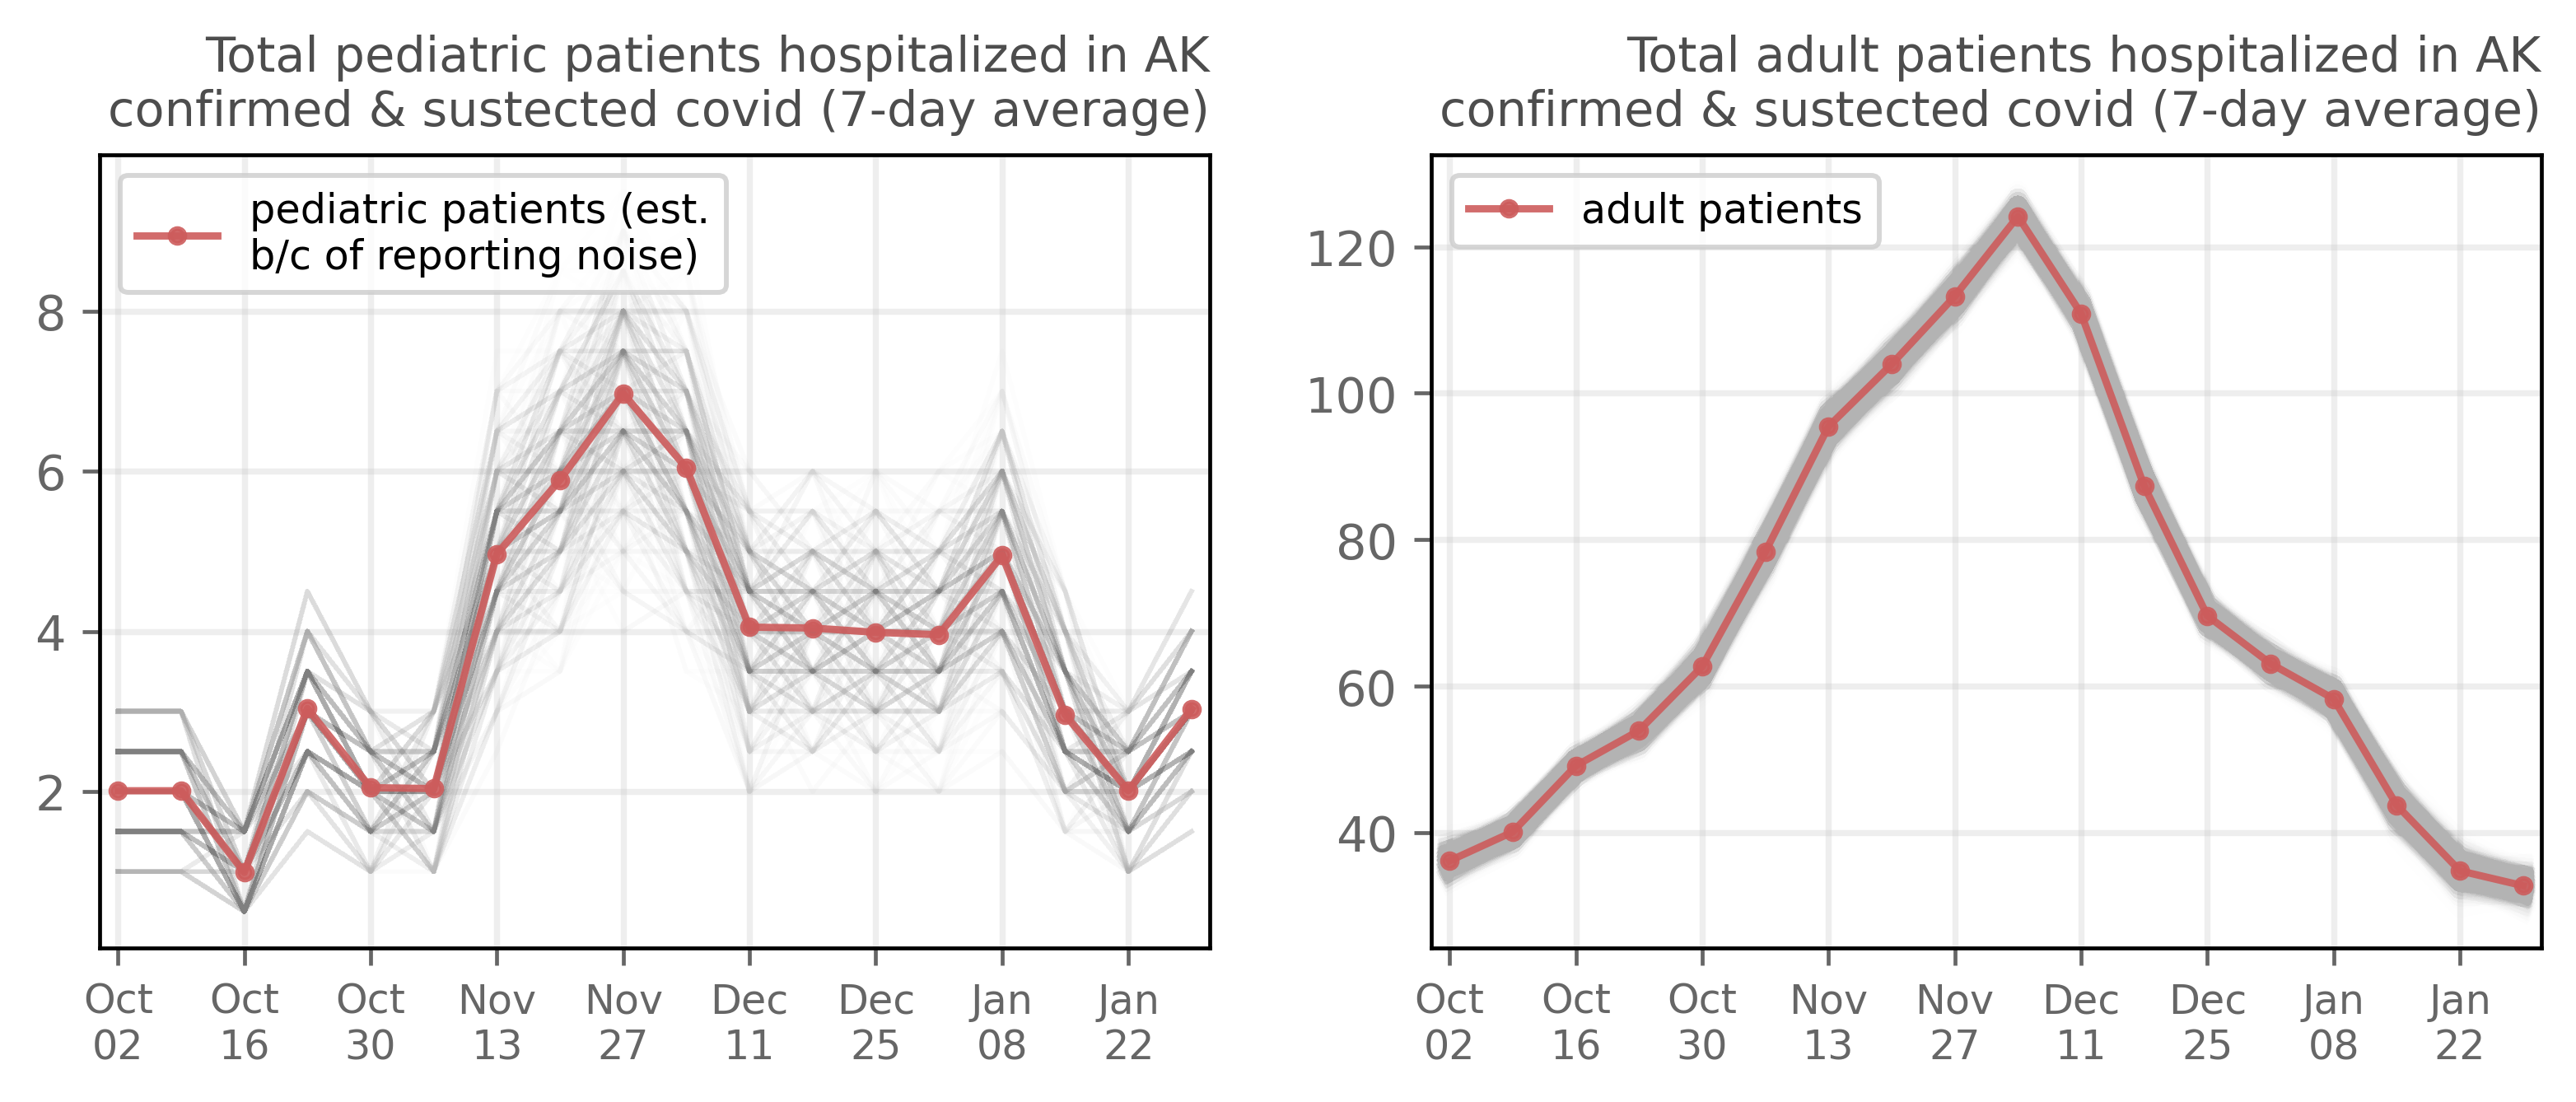 Total pediatric patients hospitalized in AK
confirmed & sustected covid (7-day average)
pediatric patients (est.
b/c of reporting noise)
8
6
4
2
Oct Oct Oct Nov Nov Dec Dec Jan Jan
02 16 30 13 27 11 25 08 22
Total adult patients hospitalized in AK
confirmed & sustected covid (7-day average)
adult patients
120
100
80
60
40
Oct Oct Oct Nov Nov Dec Dec Jan Jan
02 16 30 13 27 11 25 08 22